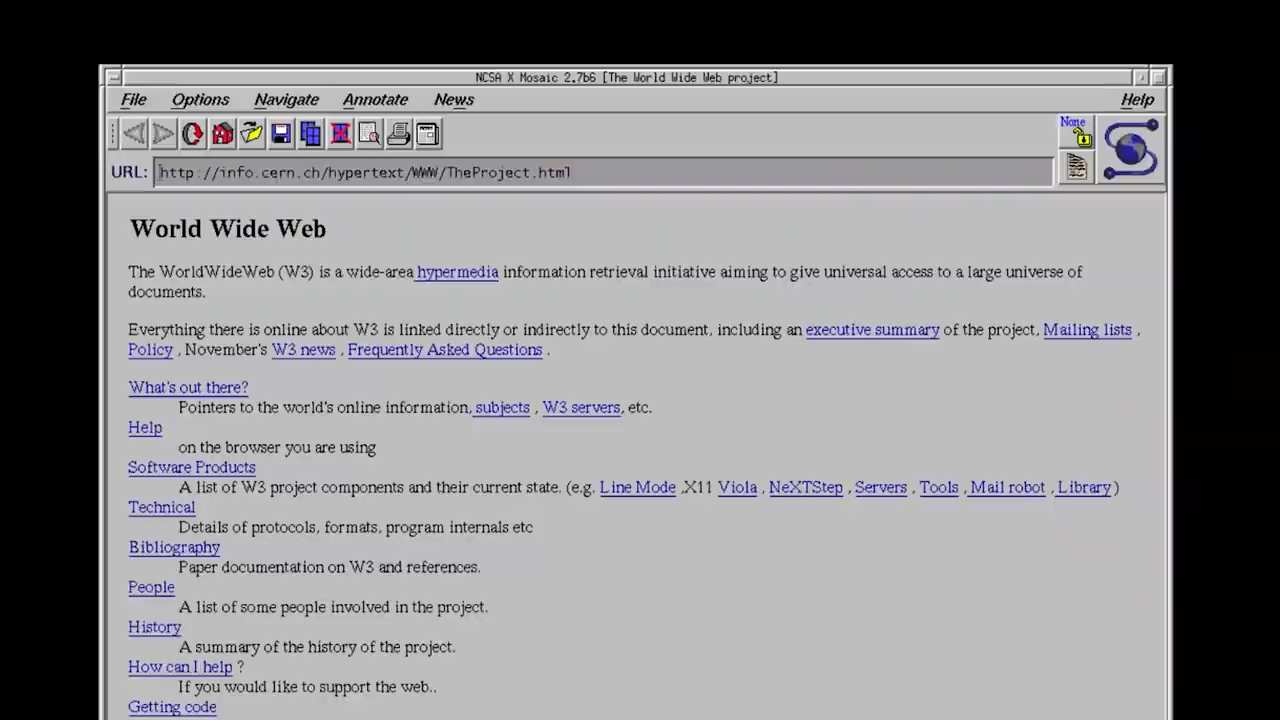 NCSA X Mosaic 2.7b6 [The World Wide Web project]
File Options Navigate Annotate News Help
None
URL: http://info.cern.ch/hypertext/WWW/TheProject.html
World Wide Web
The WorldWideWeb (W3) is a wide-area hypermedia information retrieval initiative aiming to give universal access to a large universe of
documents.
Everything there is online about W3 is linked directly or indirectly to this document, including an executive summary of the project, Mailing lists ,
Policy , November's W3 news , Frequently Asked Questions .
What's out there?
Pointers to the world's online information, subjects , W3 servers, etc.
Help
on the browser you are using
Software Products
A list of W3 project components and their current state. (e.g. Line Mode ,X11 Viola , NeXTStep , Servers , Tools , Mail robot , Library )
Technical
Details of protocols, formats, program internals etc
Bibliography
Paper documentation on W3 and references.
People
A list of some people involved in the project.
History
A summary of the history of the project.
How can I help ?
If you would like to support the web..
Getting code